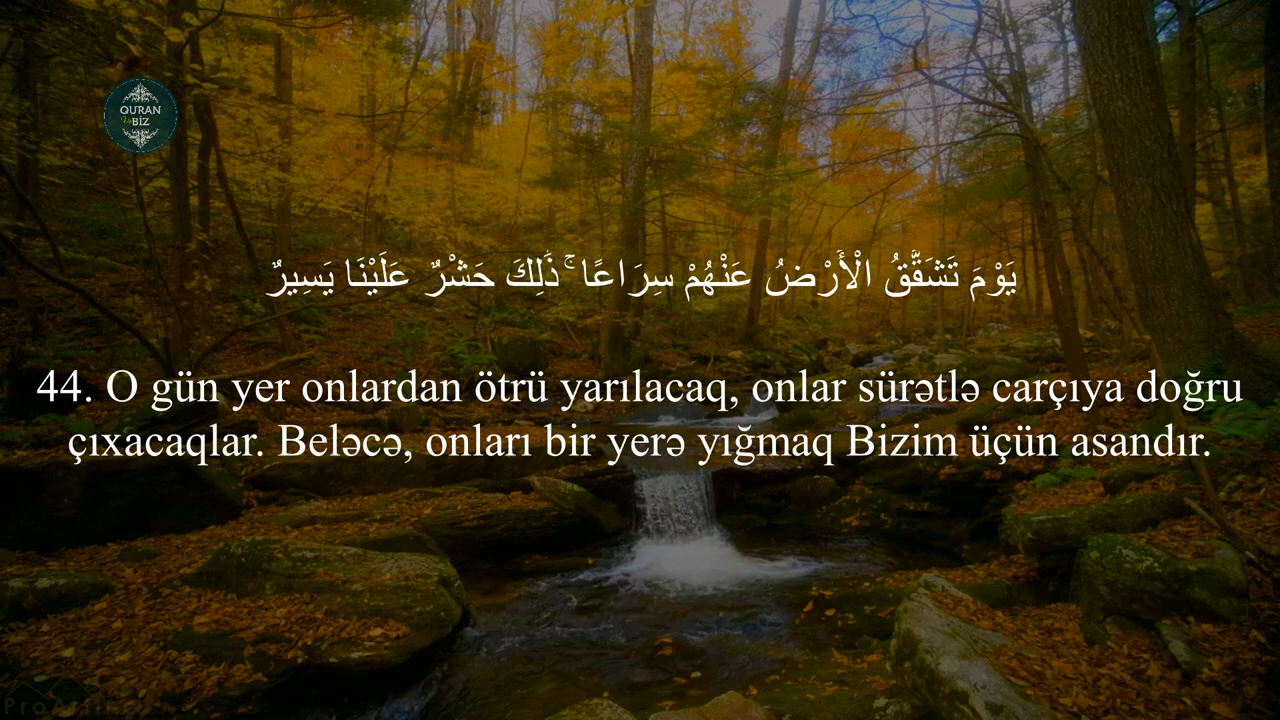 QURAN
Və
BİZ
يَوْمَ تَشَقَّقُ الْأَرْضُ عَنْهُمْ سِرَاعًا ۚ ذَٰلِكَ حَشْرٌ عَلَيْنَا يَسِيرٌ
44. O gün yer onlardan ötrü yarılacaq, onlar sürətlə carçıya doğru
çıxacaqlar. Beləcə, onları bir yerə yığmaq Bizim üçün asandır.